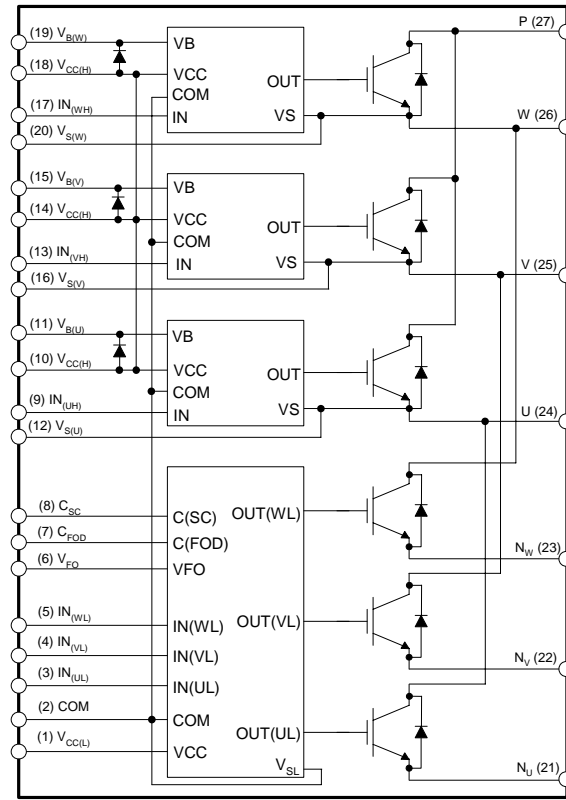 (19) V_B(W)
VB
P (27)
(18) V_CC(H)
VCC
OUT
COM
(17) IN_(WH)
IN
VS
W (26)
(20) V_S(W)
(15) V_B(V)
VB
(14) V_CC(H)
VCC
OUT
COM
(13) IN_(VH)
IN
VS
V (25)
(16) V_S(V)
(11) V_B(U)
VB
(10) V_CC(H)
VCC
OUT
COM
(9) IN_(UH)
IN
VS
U (24)
(12) V_S(U)
(8) C_SC
C(SC)
OUT(WL)
(7) C_FOD
C(FOD)
(6) V_FO
VFO
N_W (23)
(5) IN_(WL)
IN(WL)
OUT(VL)
(4) IN_(VL)
IN(VL)
N_V (22)
(3) IN_(UL)
IN(UL)
(2) COM
COM
OUT(UL)
(1) V_CC(L)
VCC
V_SL
N_U (21)